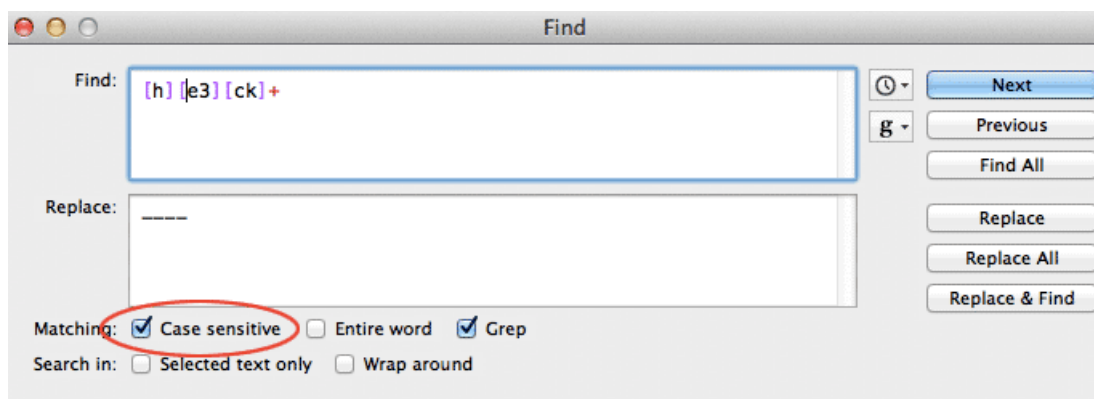 Find
Find: [h][e3][ck]+
g
Next
Previous
Find All
Replace: ____
Replace
Replace All
Replace & Find
Matching: Case sensitive Entire word Grep
Search in: Selected text only Wrap around